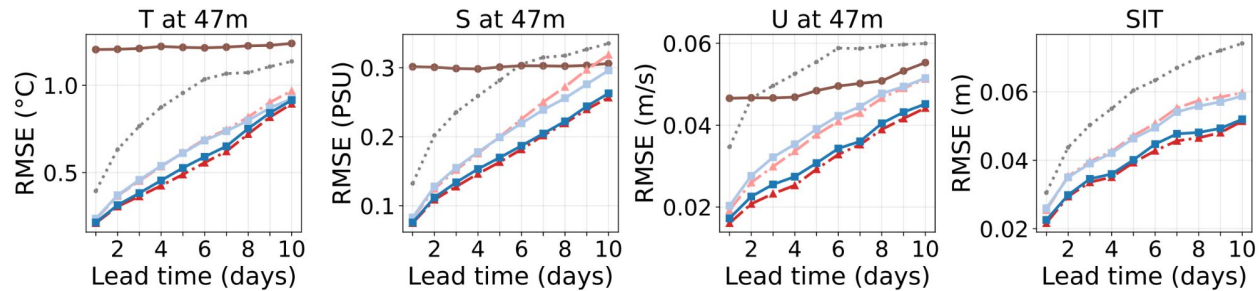 T at 47m
RMSE (°C)
1.0
0.5
2 4 6 8 10
Lead time (days)
S at 47m
RMSE (PSU)
0.3
0.2
0.1
2 4 6 8 10
Lead time (days)
U at 47m
RMSE (m/s)
0.06
0.04
0.02
2 4 6 8 10
Lead time (days)
SIT
RMSE (m)
0.06
0.04
0.02
2 4 6 8 10
Lead time (days)